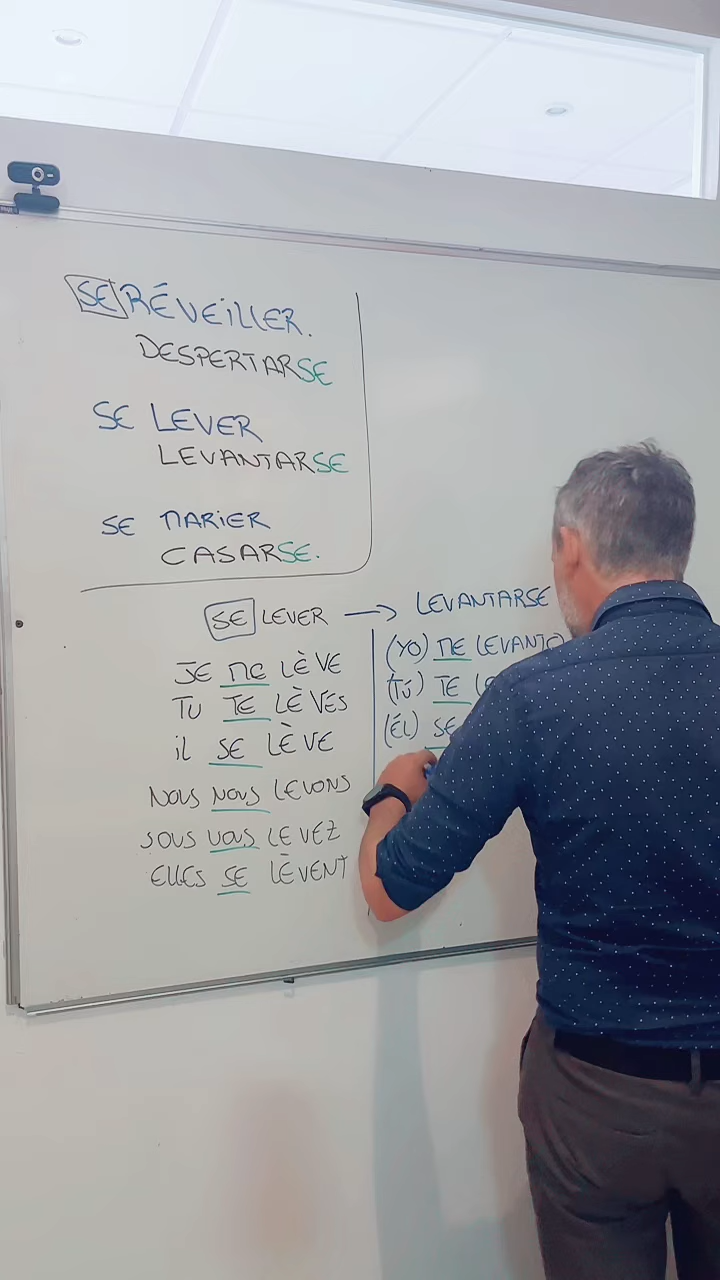 SE RÉVEILLER.
DESPERTARSE
SE LEVER
LEVANTARSE
SE MARIER
CASARSE.
SE LEVER → LEVANTARSE
JE ME LÈVE
TU TE LÈVES
iL SE LÈVE
NOUS NOUS LEVONS
VOUS VOUS LEVEZ
ELLES SE LÈVENT
(YO) ME LEVANTO
(TÚ) TE
(ÉL) SE